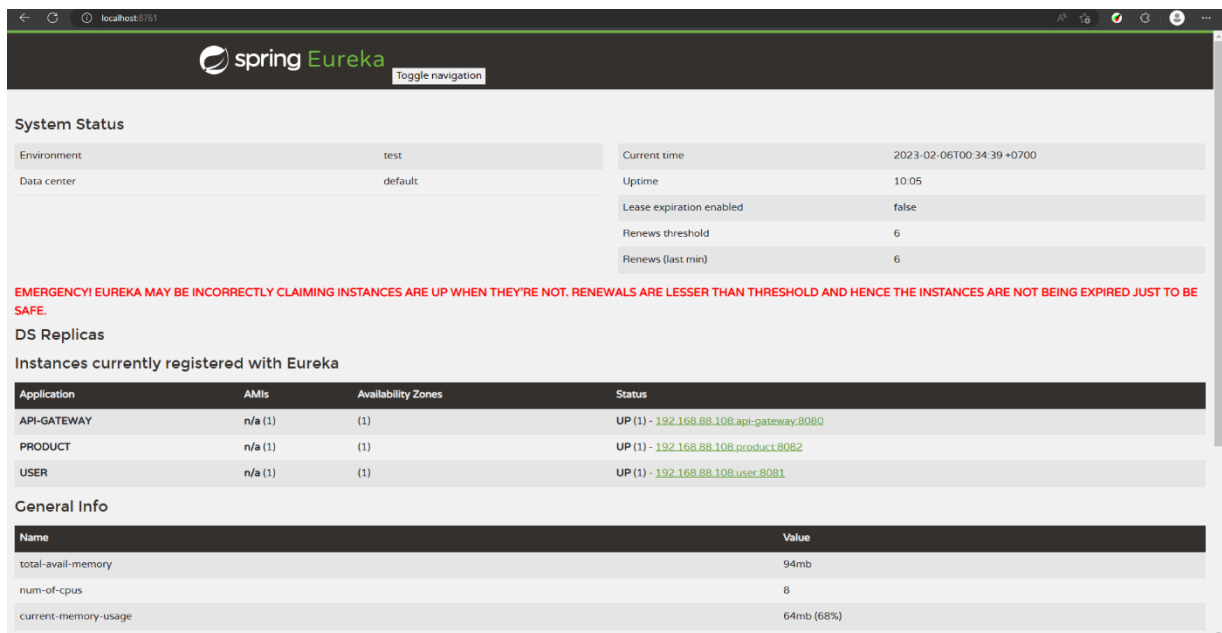 localhost:8761
spring Eureka
Toggle navigation
System Status
Environment test
Data center default
Current time 2023-02-06T00:34:39 +0700
Uptime 10:05
Lease expiration enabled false
Renews threshold 6
Renews (last min) 6
EMERGENCY! EUREKA MAY BE INCORRECTLY CLAIMING INSTANCES ARE UP WHEN THEY'RE NOT. RENEWALS ARE LESSER THAN THRESHOLD AND HENCE THE INSTANCES ARE NOT BEING EXPIRED JUST TO BE
SAFE.
DS Replicas
Instances currently registered with Eureka
Application AMIs Availability Zones Status
API-GATEWAY n/a (1) (1) UP (1) - 192.168.88.108:api-gateway:8080
PRODUCT n/a (1) (1) UP (1) - 192.168.88.108:product:8082
USER n/a (1) (1) UP (1) - 192.168.88.108:user:8081
General Info
Name Value
total-avail-memory 94mb
num-of-cpus 8
current-memory-usage 64mb (68%)